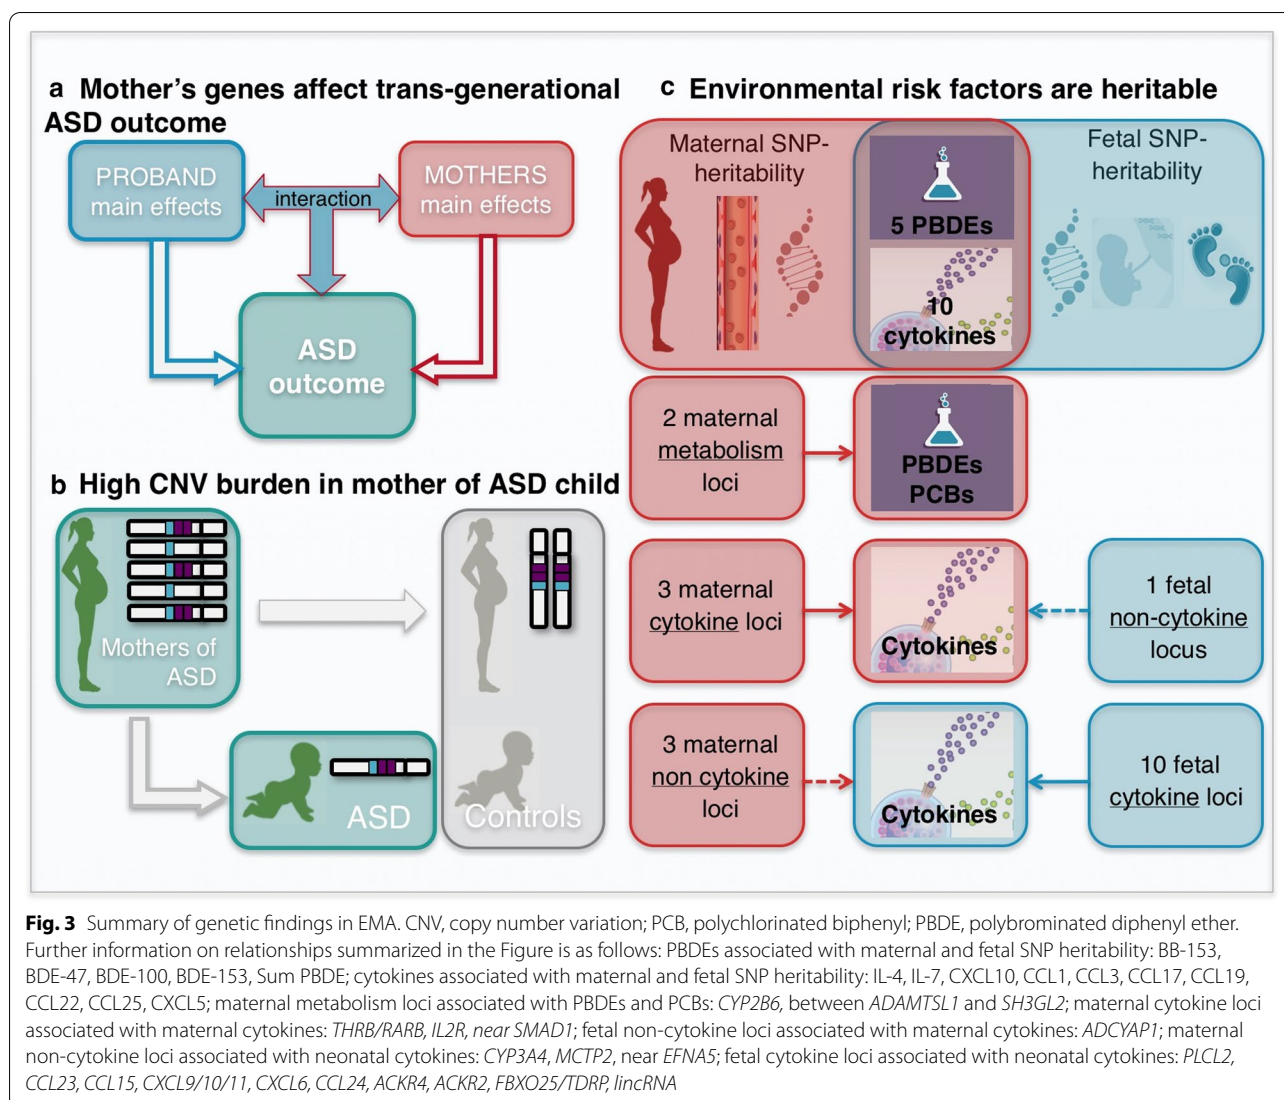 a Mother's genes affect trans-generational
ASD outcome
PROBAND
main effects
interaction
MOTHERS
main effects
ASD
outcome
b High CNV burden in mother of ASD child
Mothers of
ASD
ASD
Controls
c Environmental risk factors are heritable
Maternal SNP-
heritability
5 PBDEs
10
cytokines
Fetal SNP-
heritability
2 maternal
metabolism
loci
PBDEs
PCBs
3 maternal
cytokine loci
Cytokines
1 fetal
non-cytokine
locus
3 maternal
non cytokine
loci
Cytokines
10 fetal
cytokine loci
Fig. 3 Summary of genetic findings in EMA. CNV, copy number variation; PCB, polychlorinated biphenyl; PBDE, polybrominated diphenyl ether.
Further information on relationships summarized in the Figure is as follows: PBDEs associated with maternal and fetal SNP heritability: BB-153,
BDE-47, BDE-100, BDE-153, Sum PBDE; cytokines associated with maternal and fetal SNP heritability: IL-4, IL-7, CXCL10, CCL1, CCL3, CCL17, CCL19,
CCL22, CCL25, CXCL5; maternal metabolism loci associated with PBDEs and PCBs: CYP2B6, between ADAMTSL1 and SH3GL2; maternal cytokine loci
associated with maternal cytokines: THRB/RARB, IL2R, near SMAD1; fetal non-cytokine loci associated with maternal cytokines: ADCYAP1; maternal
non-cytokine loci associated with neonatal cytokines: CYP3A4, MCTP2, near EFNA5; fetal cytokine loci associated with neonatal cytokines: PLCL2,
CCL23, CCL15, CXCL9/10/11, CXCL6, CCL24, ACKR4, ACKR2, FBXO25/TDRP, lincRNA